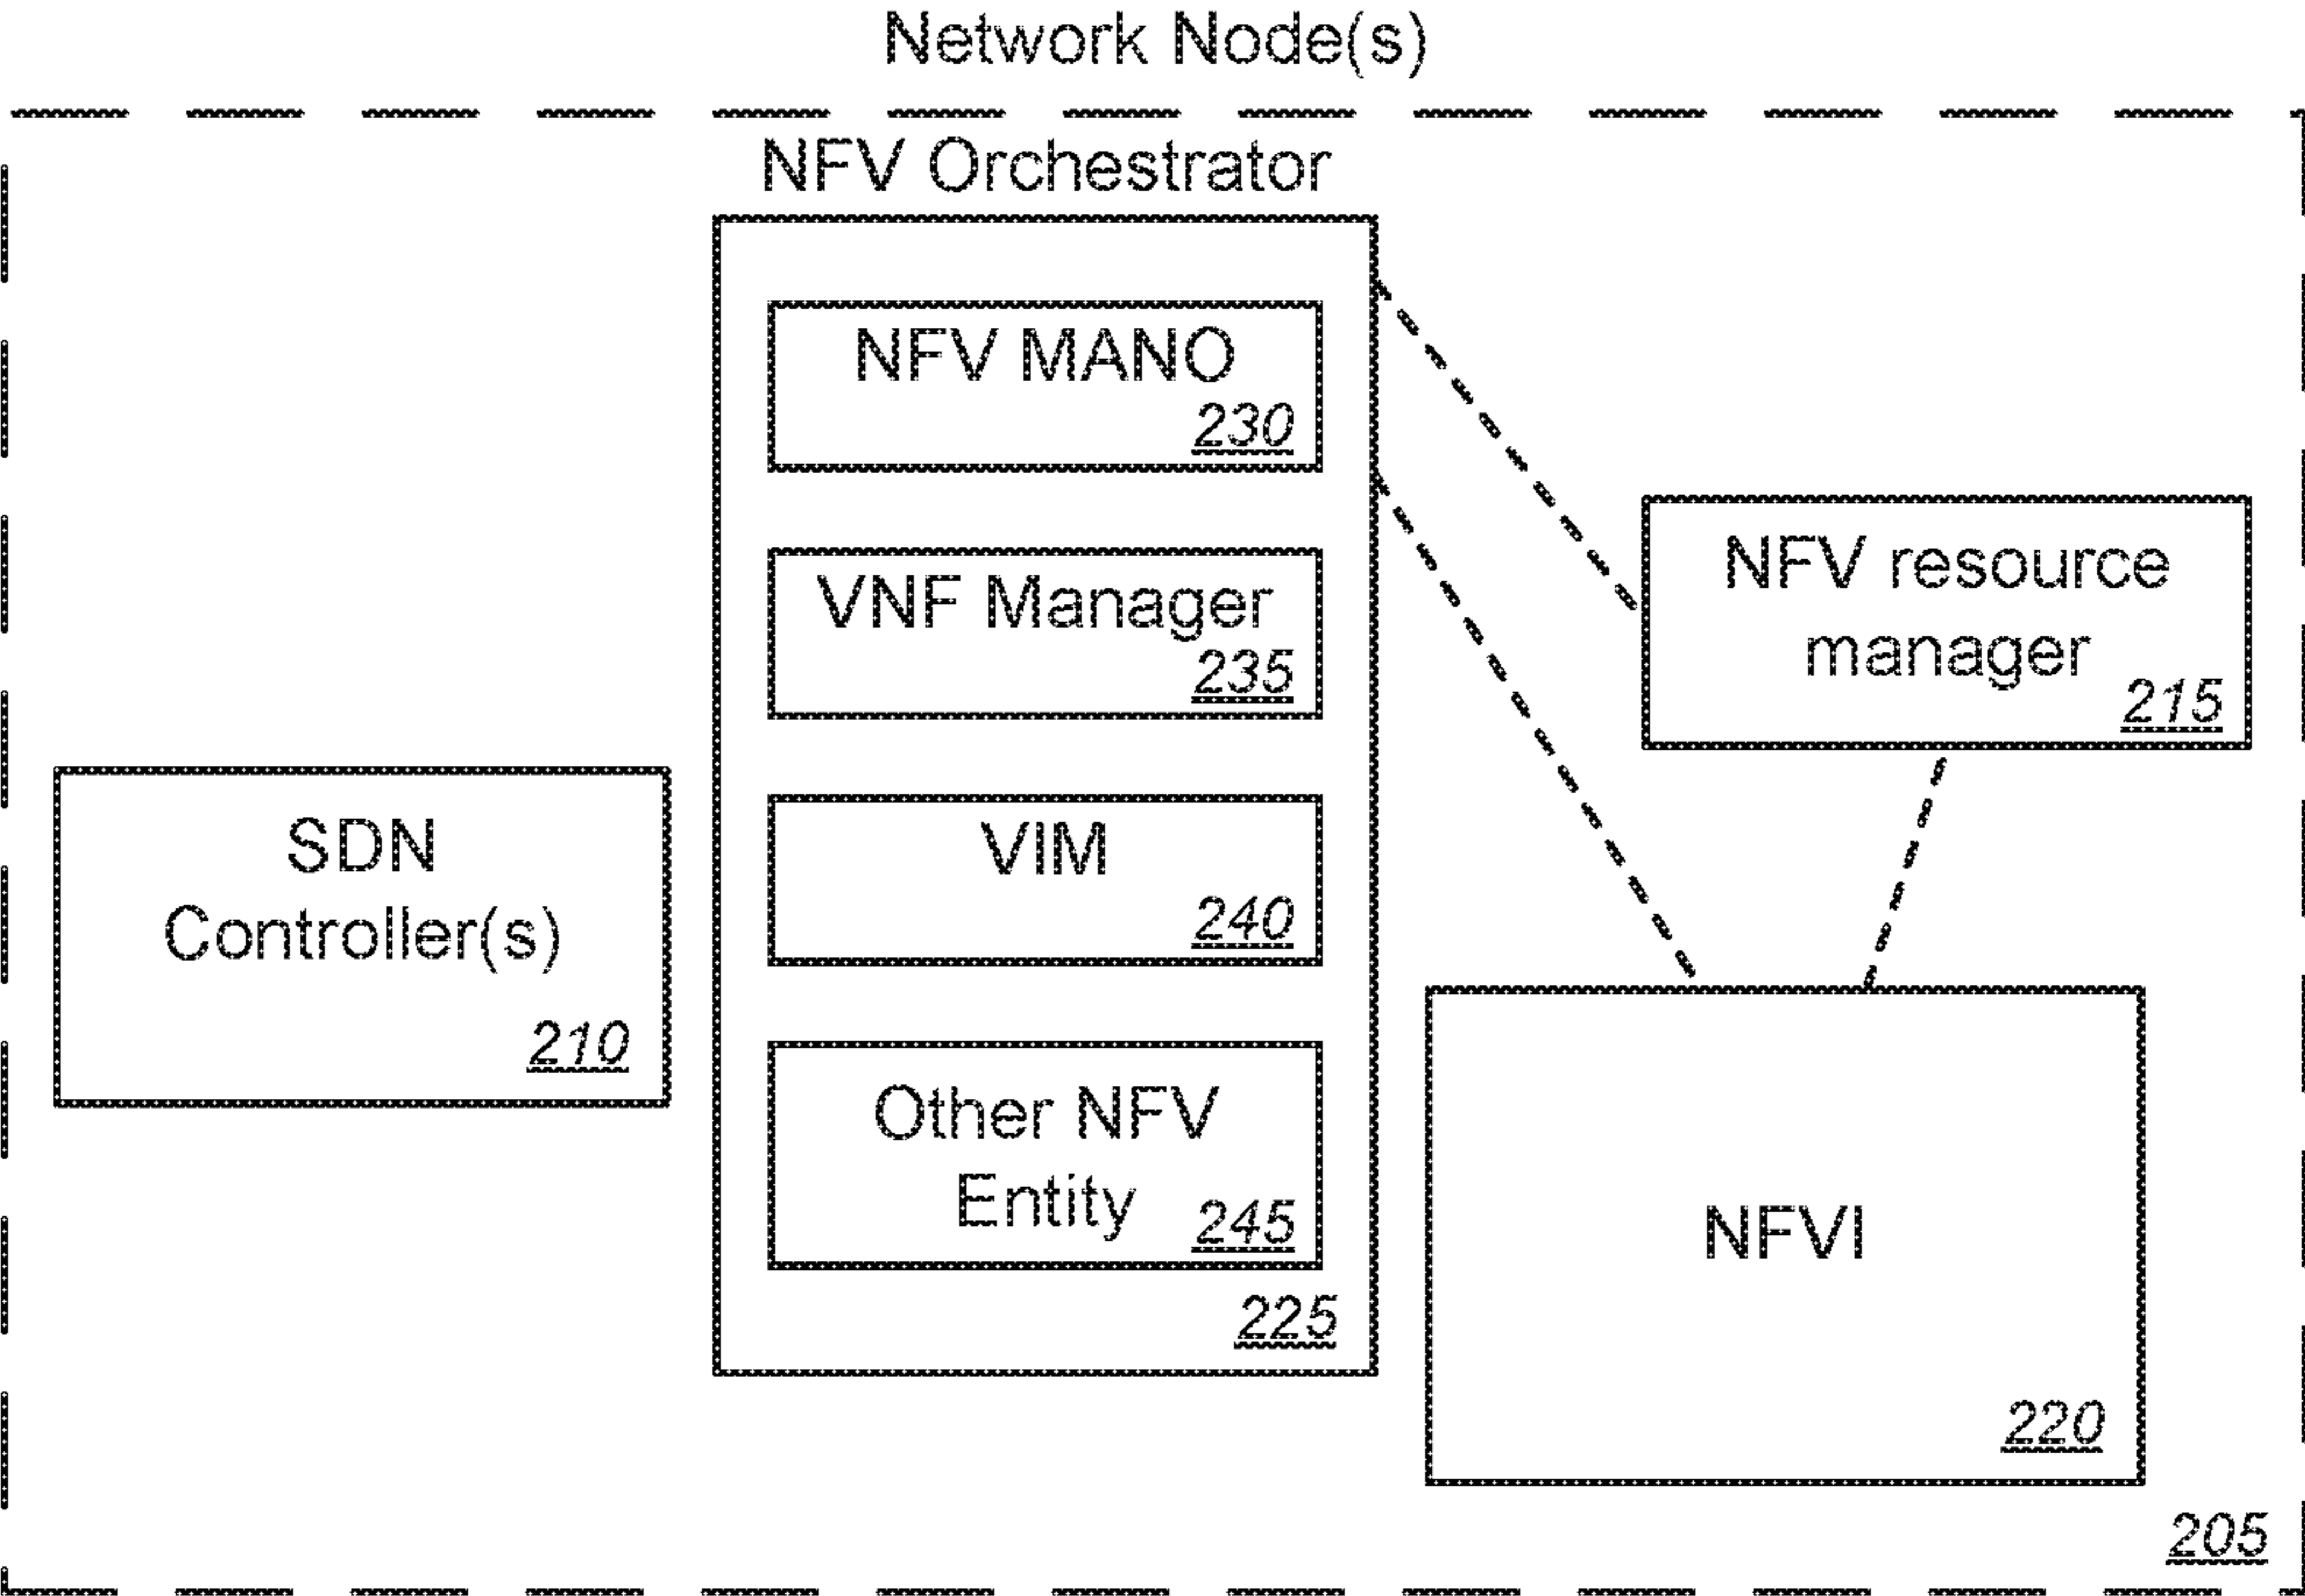 Network Node(s)
NFV Orchestrator
NFV MANO
230
VNF Manager
235
VIM
240
Other NFV
Entity
245
225
SDN
Controller(s)
210
NFV resource
manager
215
NFVI
220
205